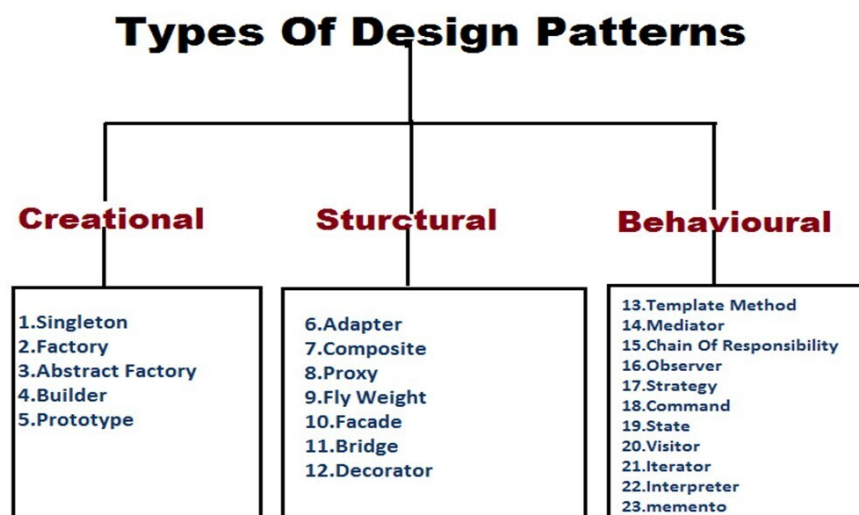 Types Of Design Patterns
Creational
1.Singleton
2.Factory
3.Abstract Factory
4.Builder
5.Prototype
Sturctural
6.Adapter
7.Composite
8.Proxy
9.Fly Weight
10.Facade
11.Bridge
12.Decorator
Behavioural
13.Template Method
14.Mediator
15.Chain Of Responsibility
16.Observer
17.Strategy
18.Command
19.State
20.Visitor
21.Iterator
22.Interpreter
23.memento